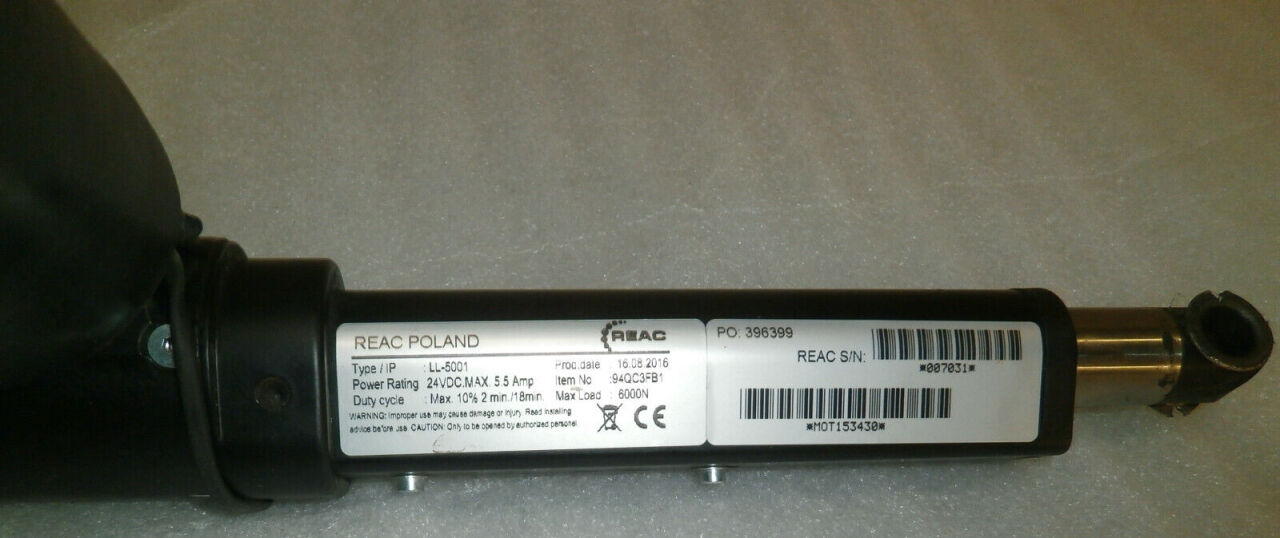 REAC POLAND
REAC
Type / IP : LL-5001
Prod.date : 16.08.2016
Power Rating 24VDC.MAX. 5.5 Amp
Item No :94QC3FB1
Duty cycle : Max. 10% 2 min./18min.
Max Load : 6000N
WARNING: Improper use may cause damage or injury. Read installing
advice before use. CAUTION: Only to be opened by authorized personel
CE
PO: 396399
REAC S/N:
*007031*
*MOT153430*